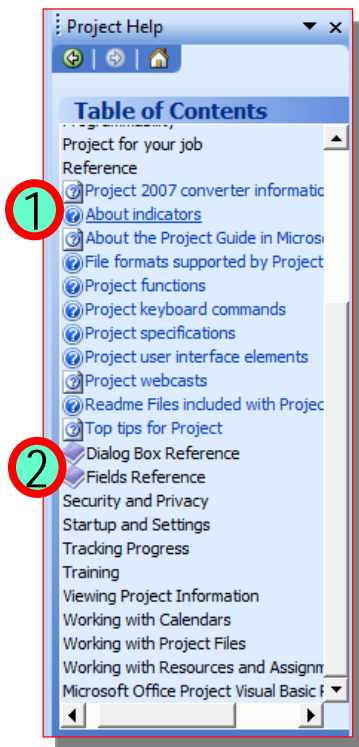 Project Help
Table of Contents
Programmability
Project for your job
Reference
Project 2007 converter informatic
1
About indicators
About the Project Guide in Micros
File formats supported by Project
Project functions
Project keyboard commands
Project specifications
Project user interface elements
Project webcasts
Readme Files included with Projec
Top tips for Project
Dialog Box Reference
2
Fields Reference
Security and Privacy
Startup and Settings
Tracking Progress
Training
Viewing Project Information
Working with Calendars
Working with Project Files
Working with Resources and Assignm
Microsoft Office Project Visual Basic F